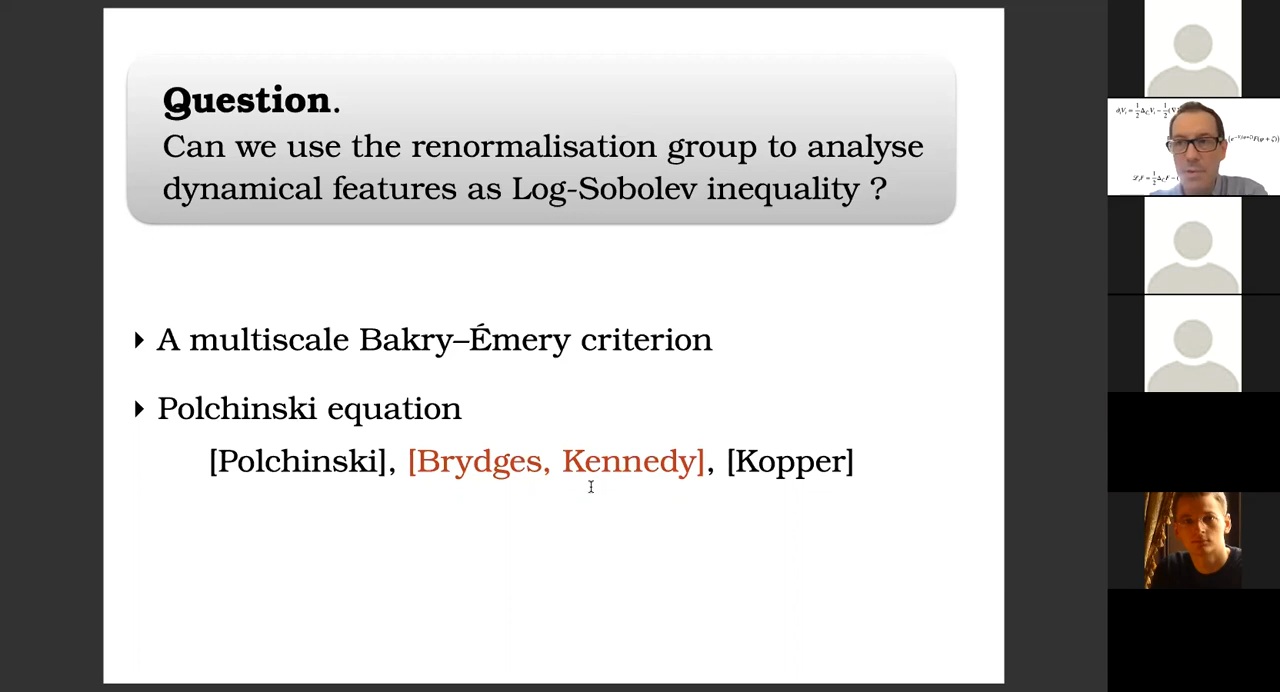 Question.
Can we use the renormalisation group to analyse
dynamical features as Log-Sobolev inequality ?
A multiscale Bakry–Émery criterion
Polchinski equation
[Polchinski], [Brydges, Kennedy], [Kopper]